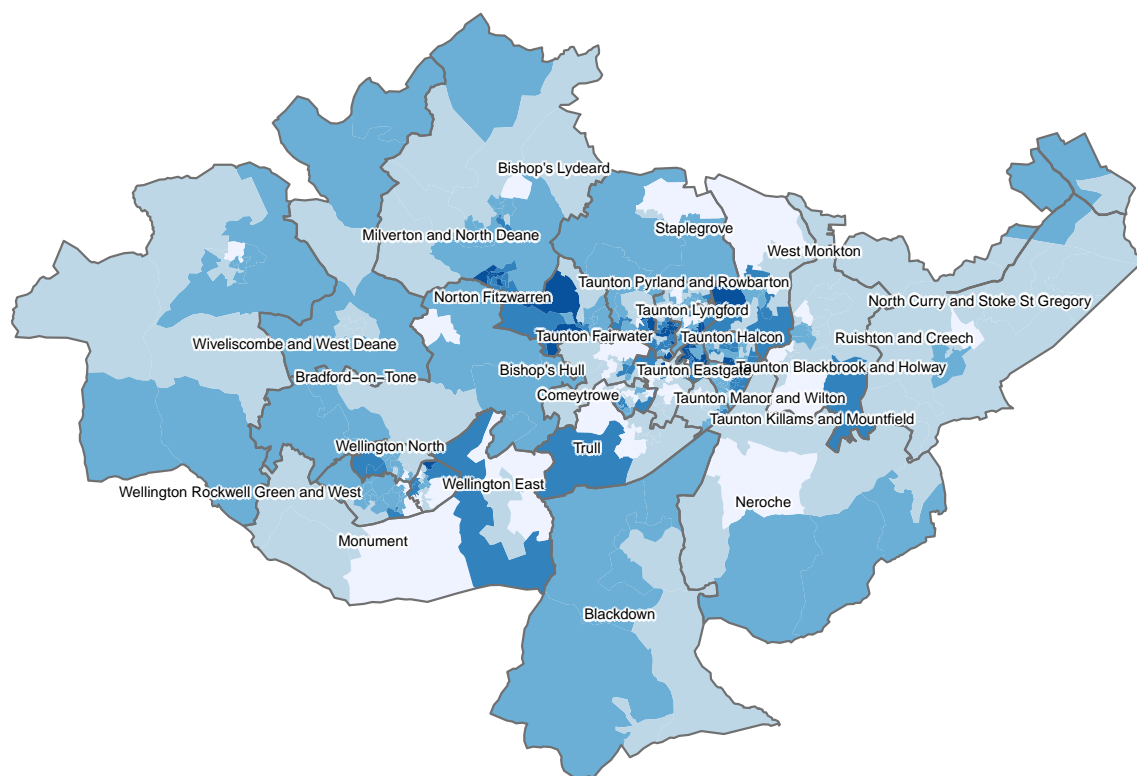 Bishop's Lydeard
Staplegrove
Milverton and North Deane
West Monkton
Taunton Pyrland and Rowbarton
Norton Fitzwarren
North Curry and Stoke St Gregory
Taunton Lyngford
Taunton Fairwater
Taunton Halcon
Ruishton and Creech
Wiveliscombe and West Deane
Taunton Eastgate
Taunton Blackbrook and Holway
Bishop's Hull
Bradford−on−Tone
Comeytrowe
Taunton Manor and Wilton
Taunton Killams and Mountfield
Wellington North
Trull
Wellington East
Wellington Rockwell Green and West
Neroche
Monument
Blackdown